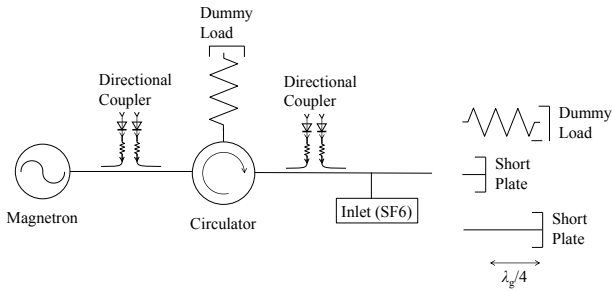 Dummy
Load
Directional
Coupler
Directional
Coupler
Magnetron
Circulator
Inlet (SF6)
Dummy
Load
Short
Plate
Short
Plate
λg/4